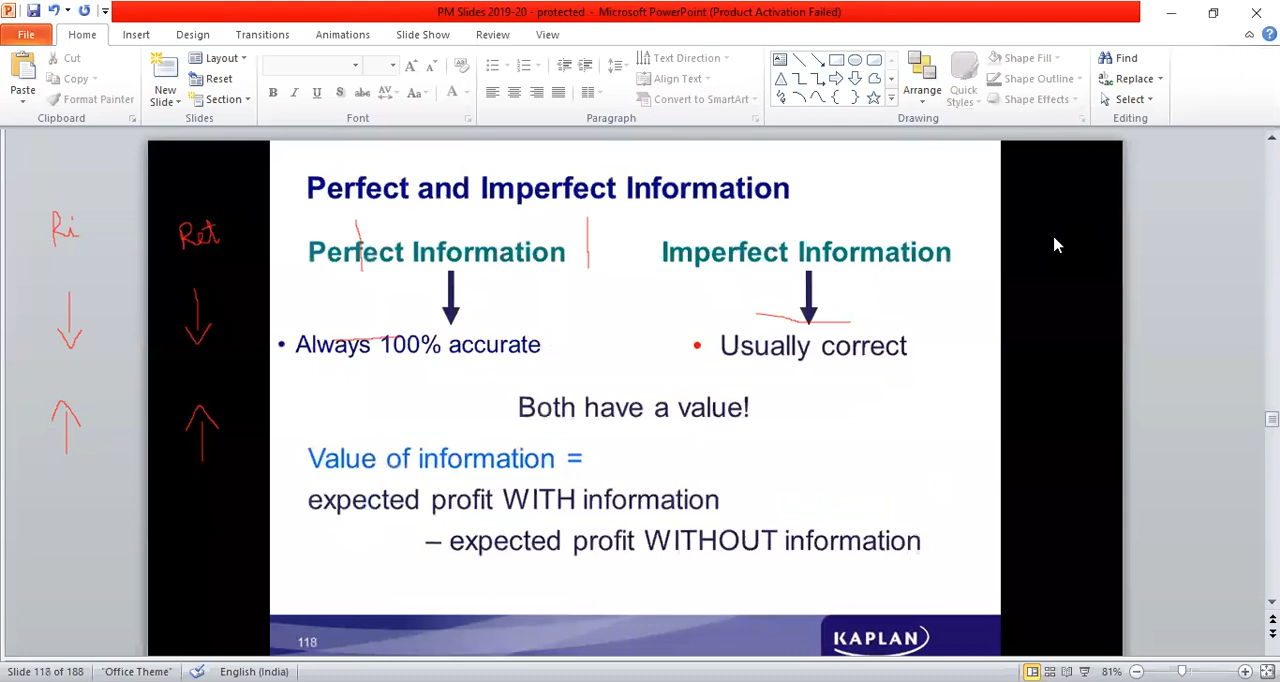 PM Slides 2019-20 - protected - Microsoft PowerPoint (Product Activation Failed)
File Home Insert Design Transitions Animations Slide Show Review View
Paste
Cut
Copy
Format Painter
Clipboard
New Slide
Layout
Reset
Section
Slides
B I U S abc AV Aa A
Font
Text Direction
Align Text
Convert to SmartArt
Paragraph
Arrange
Quick Styles
Shape Fill
Shape Outline
Shape Effects
Drawing
Find
Replace
Select
Editing
Perfect and Imperfect Information
Ri
Ret
Perfect Information
Imperfect Information
• Always 100% accurate
• Usually correct
Both have a value!
Value of information =
expected profit WITH information
– expected profit WITHOUT information
118
KAPLAN
Slide 118 of 188 "Office Theme" English (India) 81%